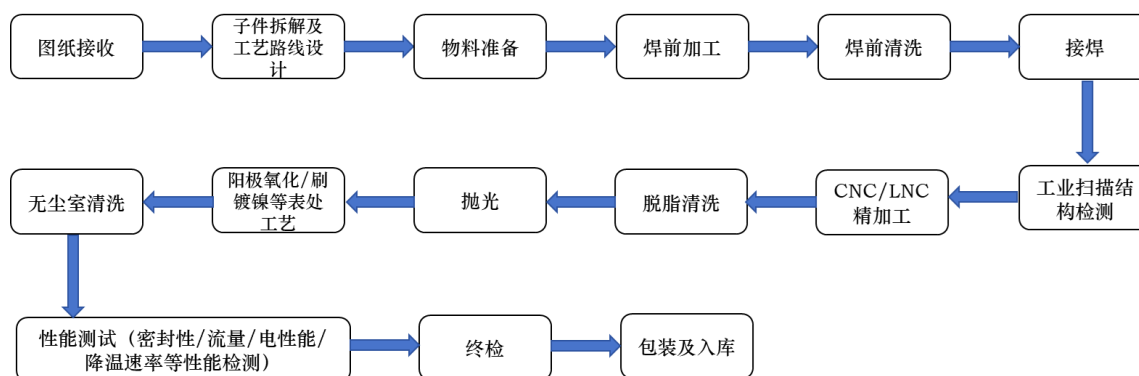 图纸接收
子件拆解及
工艺路线设
计
物料准备
焊前加工
焊前清洗
接焊
无尘室清洗
阳极氧化/刷
镀镍等表处
工艺
抛光
脱脂清洗
CNC/LNC
精加工
工业扫描结
构检测
性能测试（密封性/流量/电性能/
降温速率等性能检测）
终检
包装及入库